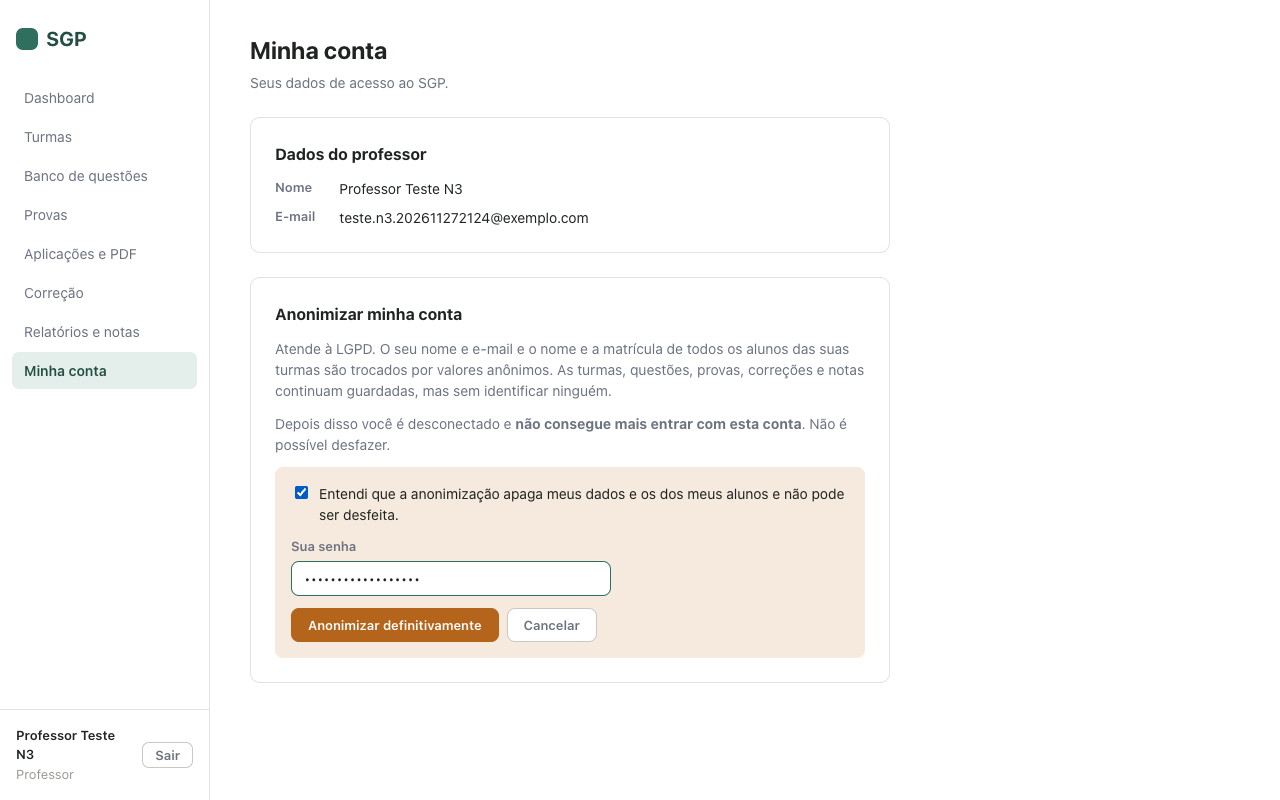 SGP
Dashboard
Turmas
Banco de questões
Provas
Aplicações e PDF
Correção
Relatórios e notas
Minha conta
Professor Teste
N3
Professor
Sair
Minha conta
Seus dados de acesso ao SGP.
Dados do professor
Nome Professor Teste N3
E-mail teste.n3.202611272124@exemplo.com
Anonimizar minha conta
Atende à LGPD. O seu nome e e-mail e o nome e a matrícula de todos os alunos das suas
turmas são trocados por valores anônimos. As turmas, questões, provas, correções e notas
continuam guardadas, mas sem identificar ninguém.
Depois disso você é desconectado e não consegue mais entrar com esta conta. Não é
possível desfazer.
Entendi que a anonimização apaga meus dados e os dos meus alunos e não pode
ser desfeita.
Sua senha
••••••••••••••••••
Anonimizar definitivamente
Cancelar